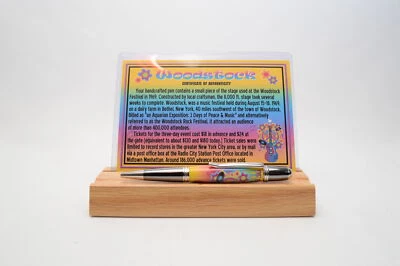 Woodstock
CERTIFICATE OF AUTHENTICITY
Your handcrafted pen contains a small piece of the stage used at the Woodstock
Festival in 1969. Constructed by local craftsman, the 8,000 ft. stage took several
weeks to complete. Woodstock, was a music festival held during August 15-18, 1969,
on a dairy farm in Bethel, New York, 40 miles southwest of the town of Woodstock,
Billed as "an Aquarian Exposition: 3 Days of Peace & Music" and alternatively
referred to as the Woodstock Rock Festival, it attracted an audience
of more than 400,000 attendees.
Tickets for the three-day event cost $18 in advance and $24 at
the gate (equivalent to about $130 and $180 today.) Ticket sales were
limited to record stores in the greater New York City area, or by mail
via a post office box at the Radio City Station Post Office located in
Midtown Manhattan. Around 186,000 advance tickets were sold.